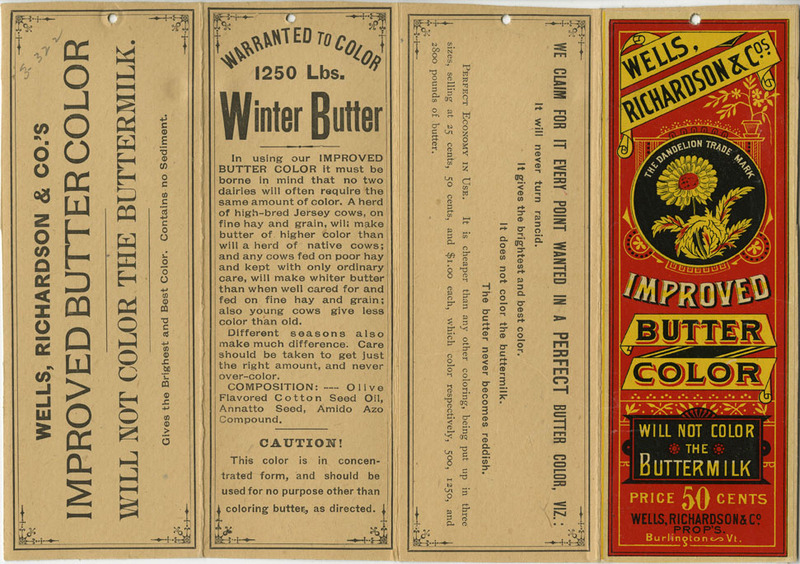 5 322
WELLS, RICHARDSON & CO.'S
IMPROVED BUTTER COLOR
WILL NOT COLOR THE BUTTERMILK.
Gives the Brighest and Best Color. Contains no Sediment.
WARRANTED TO COLOR
1250 Lbs.
Winter Butter
In using our IMPROVED
BUTTER COLOR it must be
borne in mind that no two
dairies will often require the
same amount of color. A herd
of high-bred Jersey cows, on
fine hay and grain, will make
butter of higher color than
will a herd of native cows;
and any cows fed on poor hay
and kept with only ordinary
care, will make whiter butter
than when well cared for and
fed on fine hay and grain;
also young cows give less
color than old.
Different seasons also
make much difference. Care
should be taken to get just
the right amount, and never
over-color.
COMPOSITION: --- Olive
Flavored Cotton Seed Oil,
Annatto Seed, Amido Azo
Compound.
CAUTION!
This color is in concen-
trated form, and should be
used for no purpose other than
coloring butter, as directed.
WE CLAIM FOR IT EVERY POINT WANTED IN A PERFECT BUTTER COLOR, VIZ.:
It will never turn rancid.
It gives the brightest and best color.
It does not color the buttermilk.
The butter never becomes reddish.
PERFECT ECONOMY IN USE. It is cheaper than any other coloring, being put up in three
sizes, selling at 25 cents, 50 cents, and $1.00 each, which color respectively, 500, 1250, and
2800 pounds of butter.
WELLS,
RICHARDSON & COS
THE DANDELION TRADE MARK
IMPROVED
BUTTER
COLOR
WILL NOT COLOR
THE
BUTTERMILK
PRICE 50 CENTS
WELLS, RICHARDSON & CO
PROP'S.
Burlington Vt.